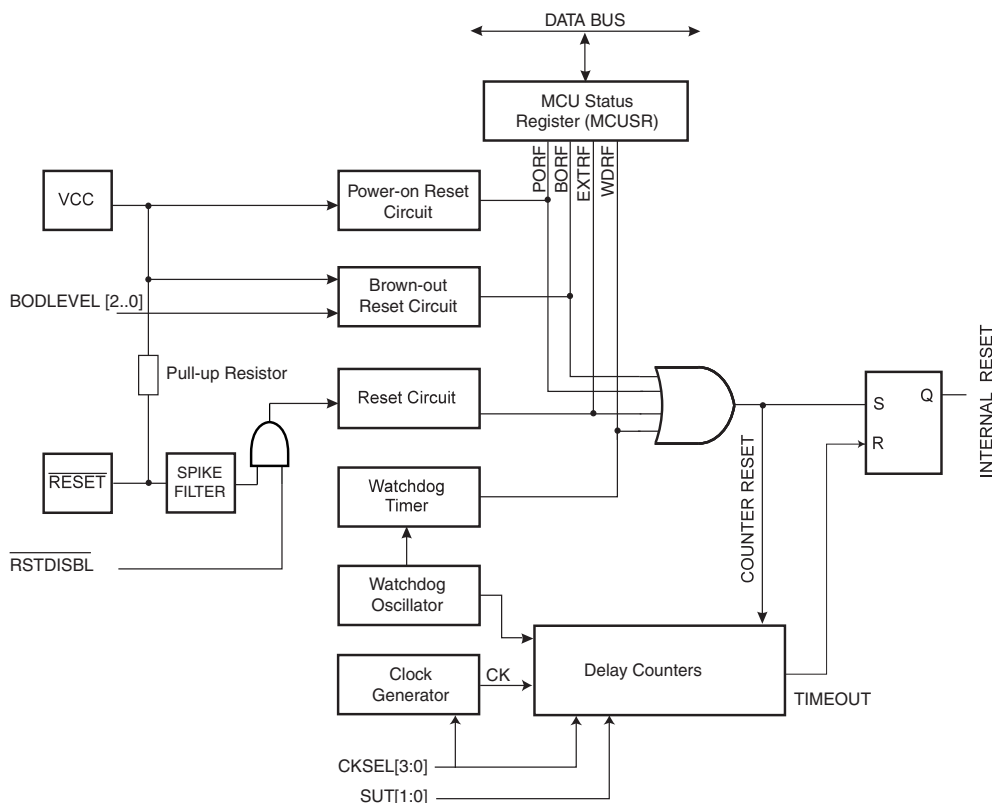 DATA BUS
MCU Status
Register (MCUSR)
PORF
BORF
EXTRF
WDRF
VCC
Power-on Reset
Circuit
BODLEVEL [2..0]
Brown-out
Reset Circuit
Pull-up Resistor
Reset Circuit
S
Q
R
INTERNAL RESET
RESET
SPIKE
FILTER
Watchdog
Timer
COUNTER RESET
RSTDISBL
Watchdog
Oscillator
Clock
Generator
CK
Delay Counters
TIMEOUT
CKSEL[3:0]
SUT[1:0]